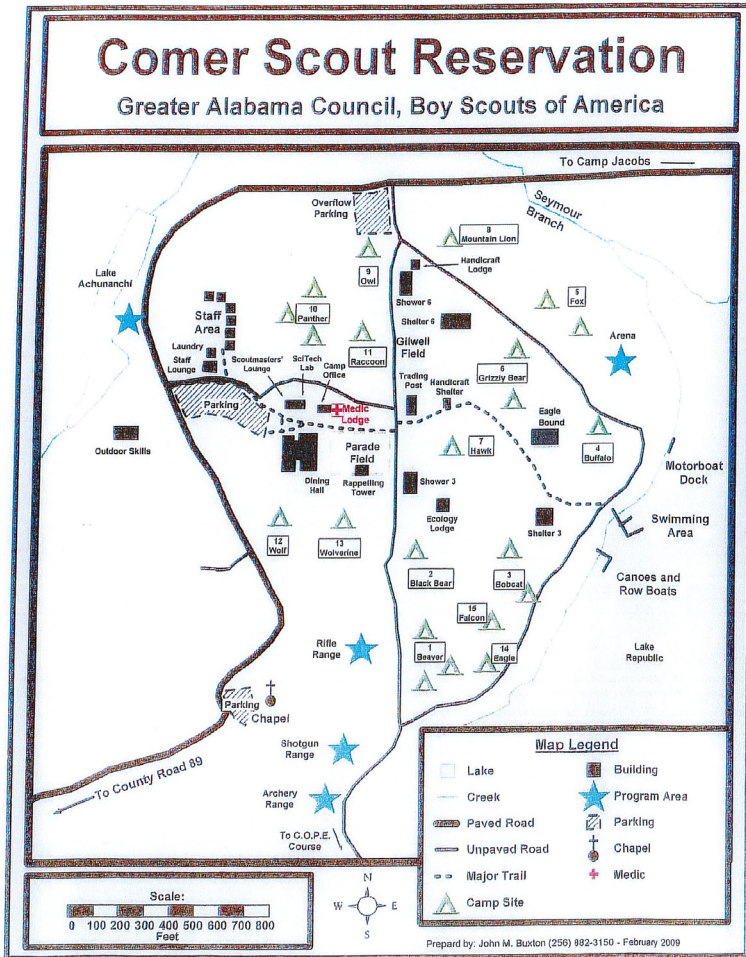 Comer Scout Reservation
Greater Alabama Council, Boy Scouts of America
To Camp Jacobs
Overflow
Parking
Seymour
Branch
8
Mountain Lion
Handicraft
Lodge
9
Owl
Lake
Achunanchi
Shower 6
5
Fox
10
Panther
Staff
Area
Shelter 6
Arena
Gilwell
Field
Laundry
Staff
Lounge
Scoutmasters'
Lounge
SciTech
Lab
Camp
Office
11
Raccoon
6
Grizzly Bear
Trading
Post
Handicraft
Shelter
Parking
Medic
Lodge
Eagle
Bound
4
Buffalo
7
Hawk
Outdoor Skills
Parade
Field
Dining
Hall
Rappelling
Tower
Motorboat
Dock
Shower 3
Ecology
Lodge
Shelter 3
Swimming
Area
12
Wolf
13
Wolverine
2
Black Bear
3
Bobcat
Canoes and
Row Boats
15
Falcon
1
Beaver
14
Eagle
Rifle
Range
Lake
Republic
Parking
Chapel
Shotgun
Range
To County Road 89
Archery
Range
To C.O.P.E.
Course
Map Legend
Lake
Building
Creek
Program Area
Paved Road
Parking
Unpaved Road
Chapel
Major Trail
Medic
Camp Site
Scale:
0 100 200 300 400 500 600 700 800
Feet
N
W E
S
Prepared by: John M. Buxton (256) 882-3150 - February 2009